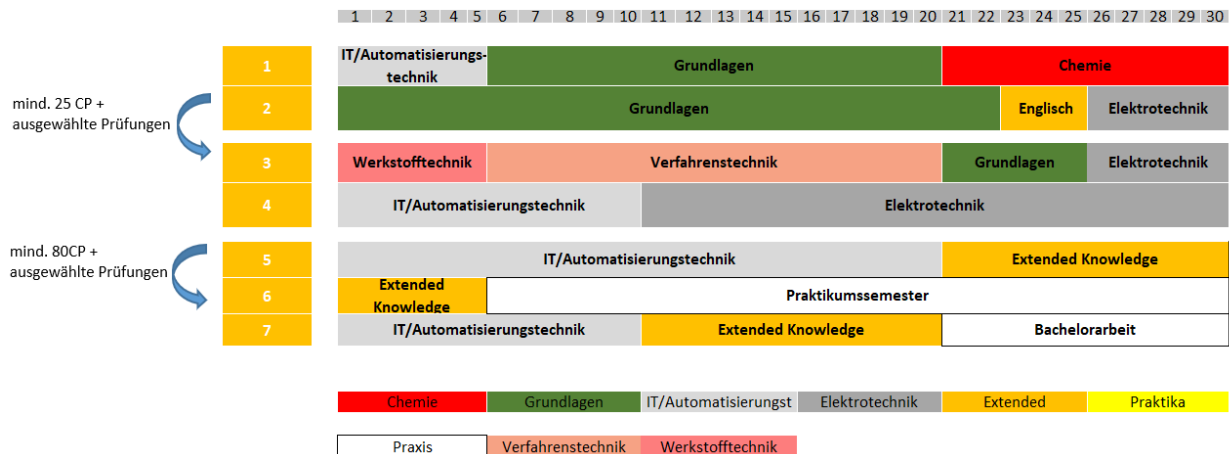 1 2 3 4 5 6 7 8 9 10 11 12 13 14 15 16 17 18 19 20 21 22 23 24 25 26 27 28 29 30
1 IT/Automatisierungs-
technik Grundlagen Chemie
mind. 25 CP +
ausgewählte Prüfungen
2 Grundlagen Englisch Elektrotechnik
3 Werkstofftechnik Verfahrenstechnik Grundlagen Elektrotechnik
4 IT/Automatisierungstechnik Elektrotechnik
mind. 80CP +
ausgewählte Prüfungen
5 IT/Automatisierungstechnik Extended Knowledge
6 Extended
Knowledge Praktikumssemester
7 IT/Automatisierungstechnik Extended Knowledge Bachelorarbeit
Chemie Grundlagen IT/Automatisierungst Elektrotechnik Extended Praktika
Praxis Verfahrenstechnik Werkstofftechnik